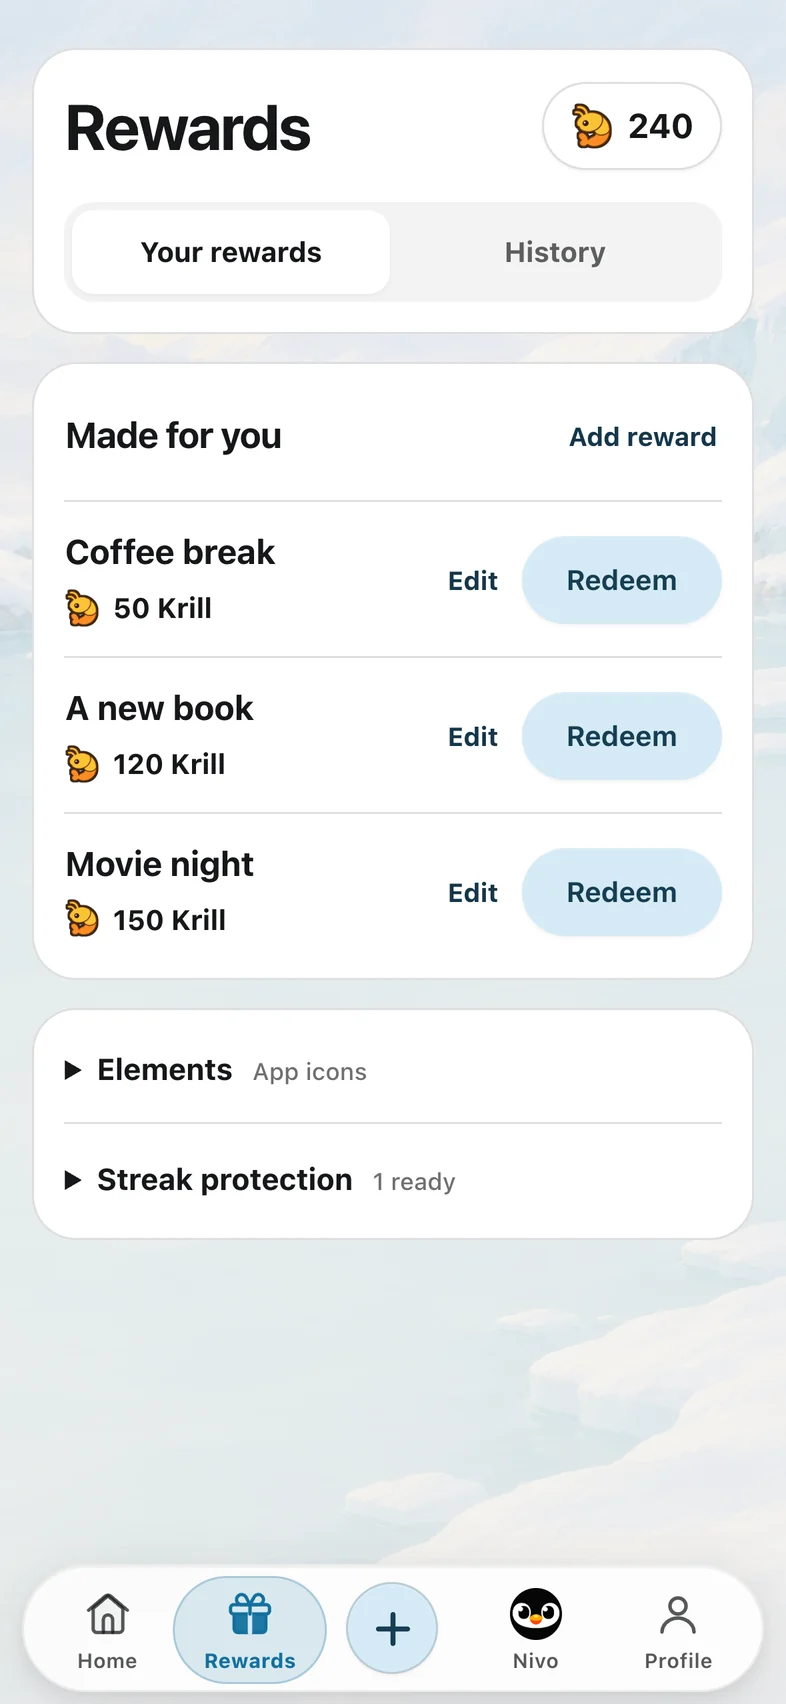 Rewards
240
Your rewards
History
Made for you
Add reward
Coffee break
50 Krill
Edit
Redeem
A new book
120 Krill
Edit
Redeem
Movie night
150 Krill
Edit
Redeem
Elements App icons
Streak protection 1 ready
Home
Rewards
Nivo
Profile